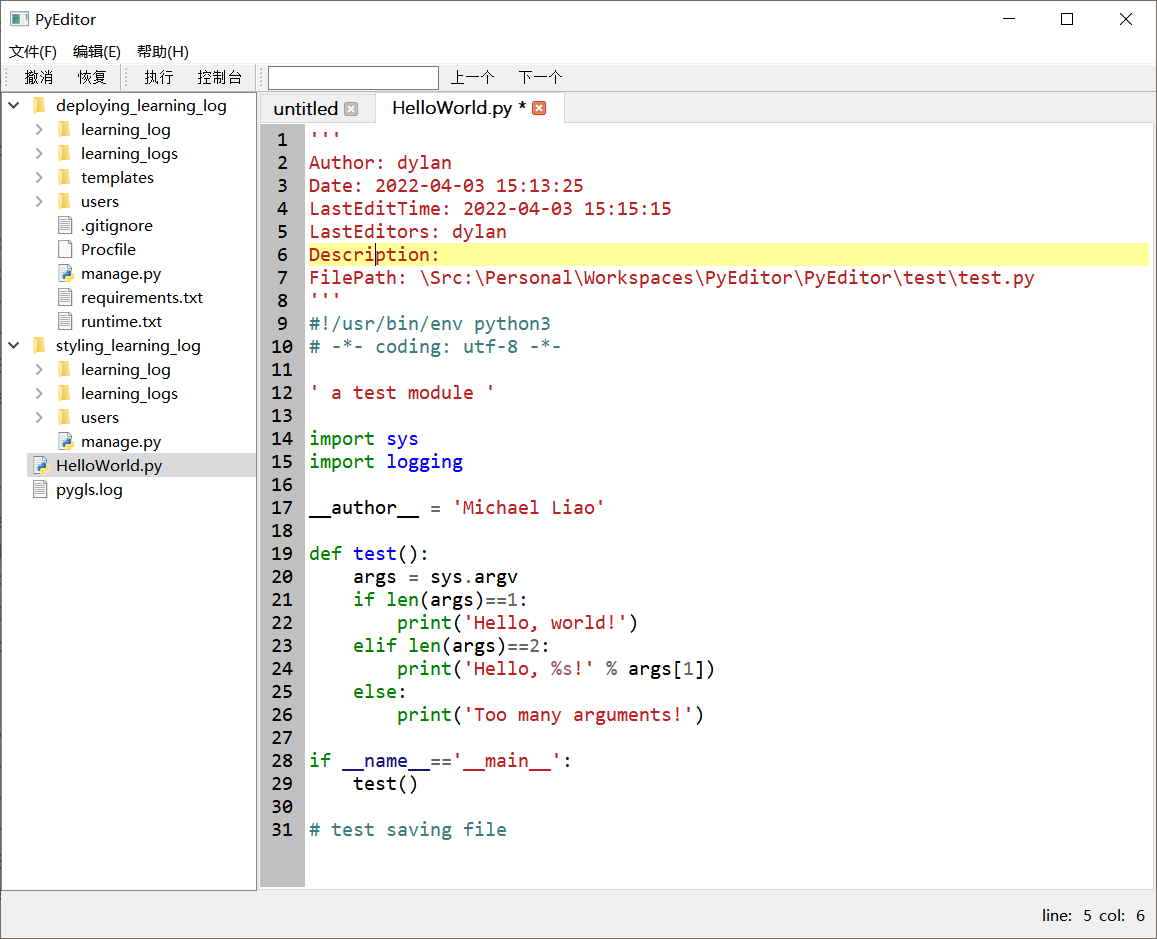 PyEditor
文件(F) 编辑(E) 帮助(H)
撤消 恢复 执行 控制台 上一个 下一个
deploying_learning_log
learning_log
learning_logs
templates
users
.gitignore
Procfile
manage.py
requirements.txt
runtime.txt
styling_learning_log
learning_log
learning_logs
users
manage.py
HelloWorld.py
pygls.log
untitled HelloWorld.py *
1 '''
2 Author: dylan
3 Date: 2022-04-03 15:13:25
4 LastEditTime: 2022-04-03 15:15:15
5 LastEditors: dylan
6 Description:
7 FilePath: \Src:\Personal\Workspaces\PyEditor\PyEditor\test\test.py
8 '''
9 #!/usr/bin/env python3
10 # -*- coding: utf-8 -*-
11
12 ' a test module '
13
14 import sys
15 import logging
16
17 __author__ = 'Michael Liao'
18
19 def test():
20     args = sys.argv
21     if len(args)==1:
22         print('Hello, world!')
23     elif len(args)==2:
24         print('Hello, %s!' % args[1])
25     else:
26         print('Too many arguments!')
27
28 if __name__=='__main__':
29     test()
30
31 # test saving file
line: 5 col: 6